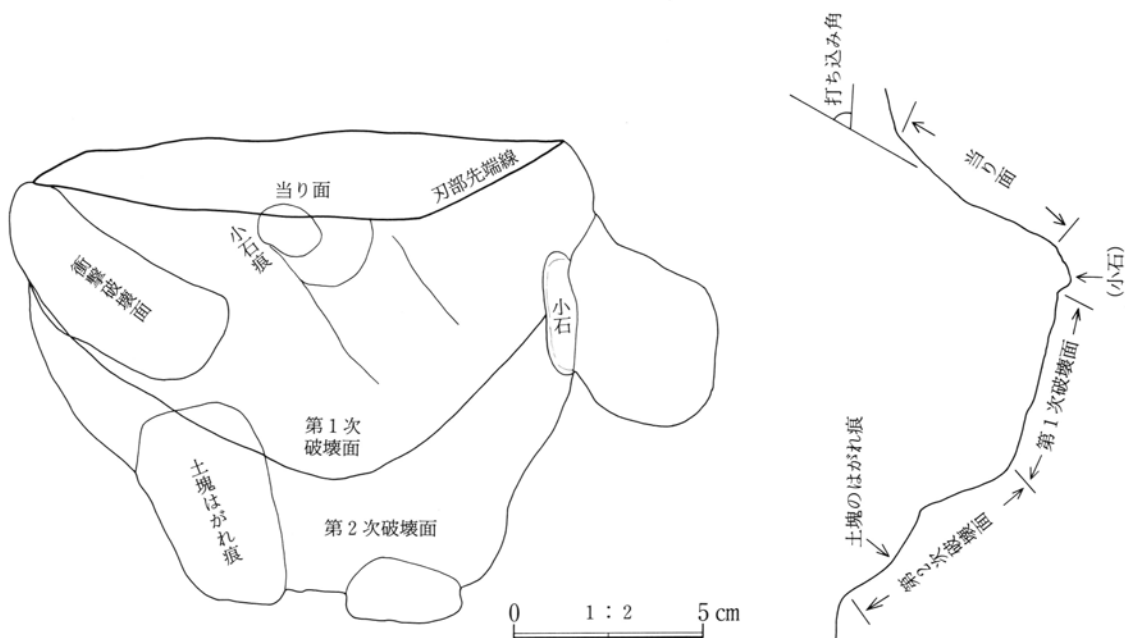 当り面
刃部先端線
小石痕
衝撃破壊面
小石
第1次
破壊面
土塊はがれ痕
第2次破壊面
0 1:2 5cm
打ち込み角
当り面
(小石)
第1次破壊面
土塊のはがれ痕
第2次破壊面